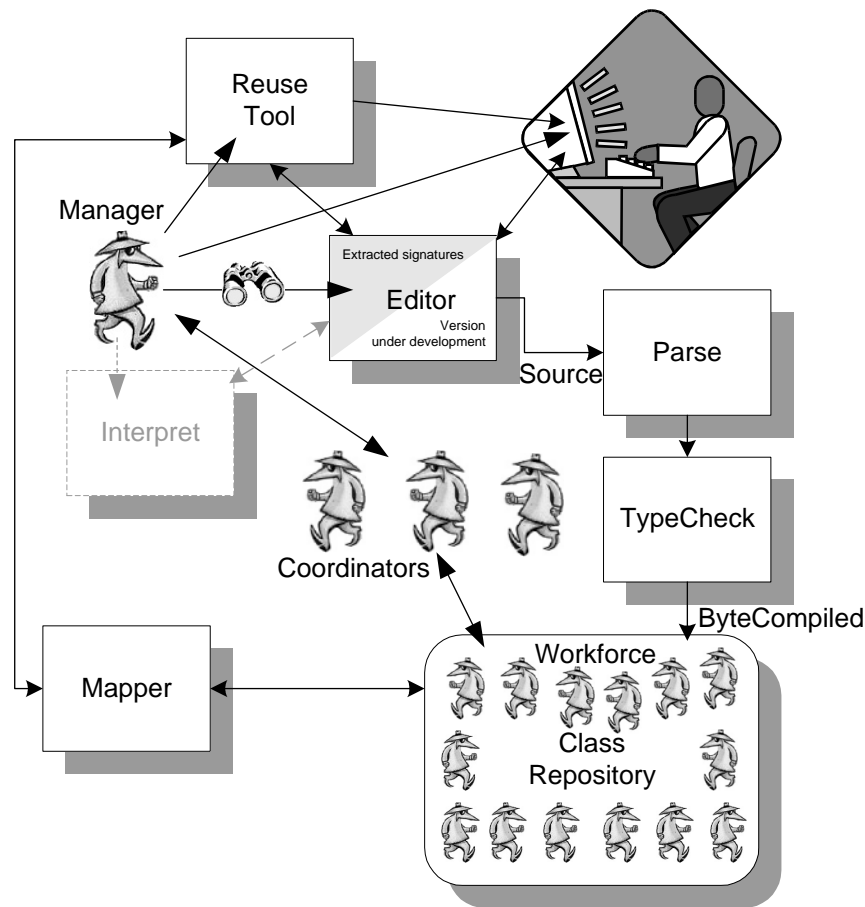 Reuse
Tool
Manager
Extracted signatures
Editor
Version
under development
Source
Parse
Interpret
TypeCheck
Coordinators
ByteCompiled
Mapper
Workforce
Class
Repository